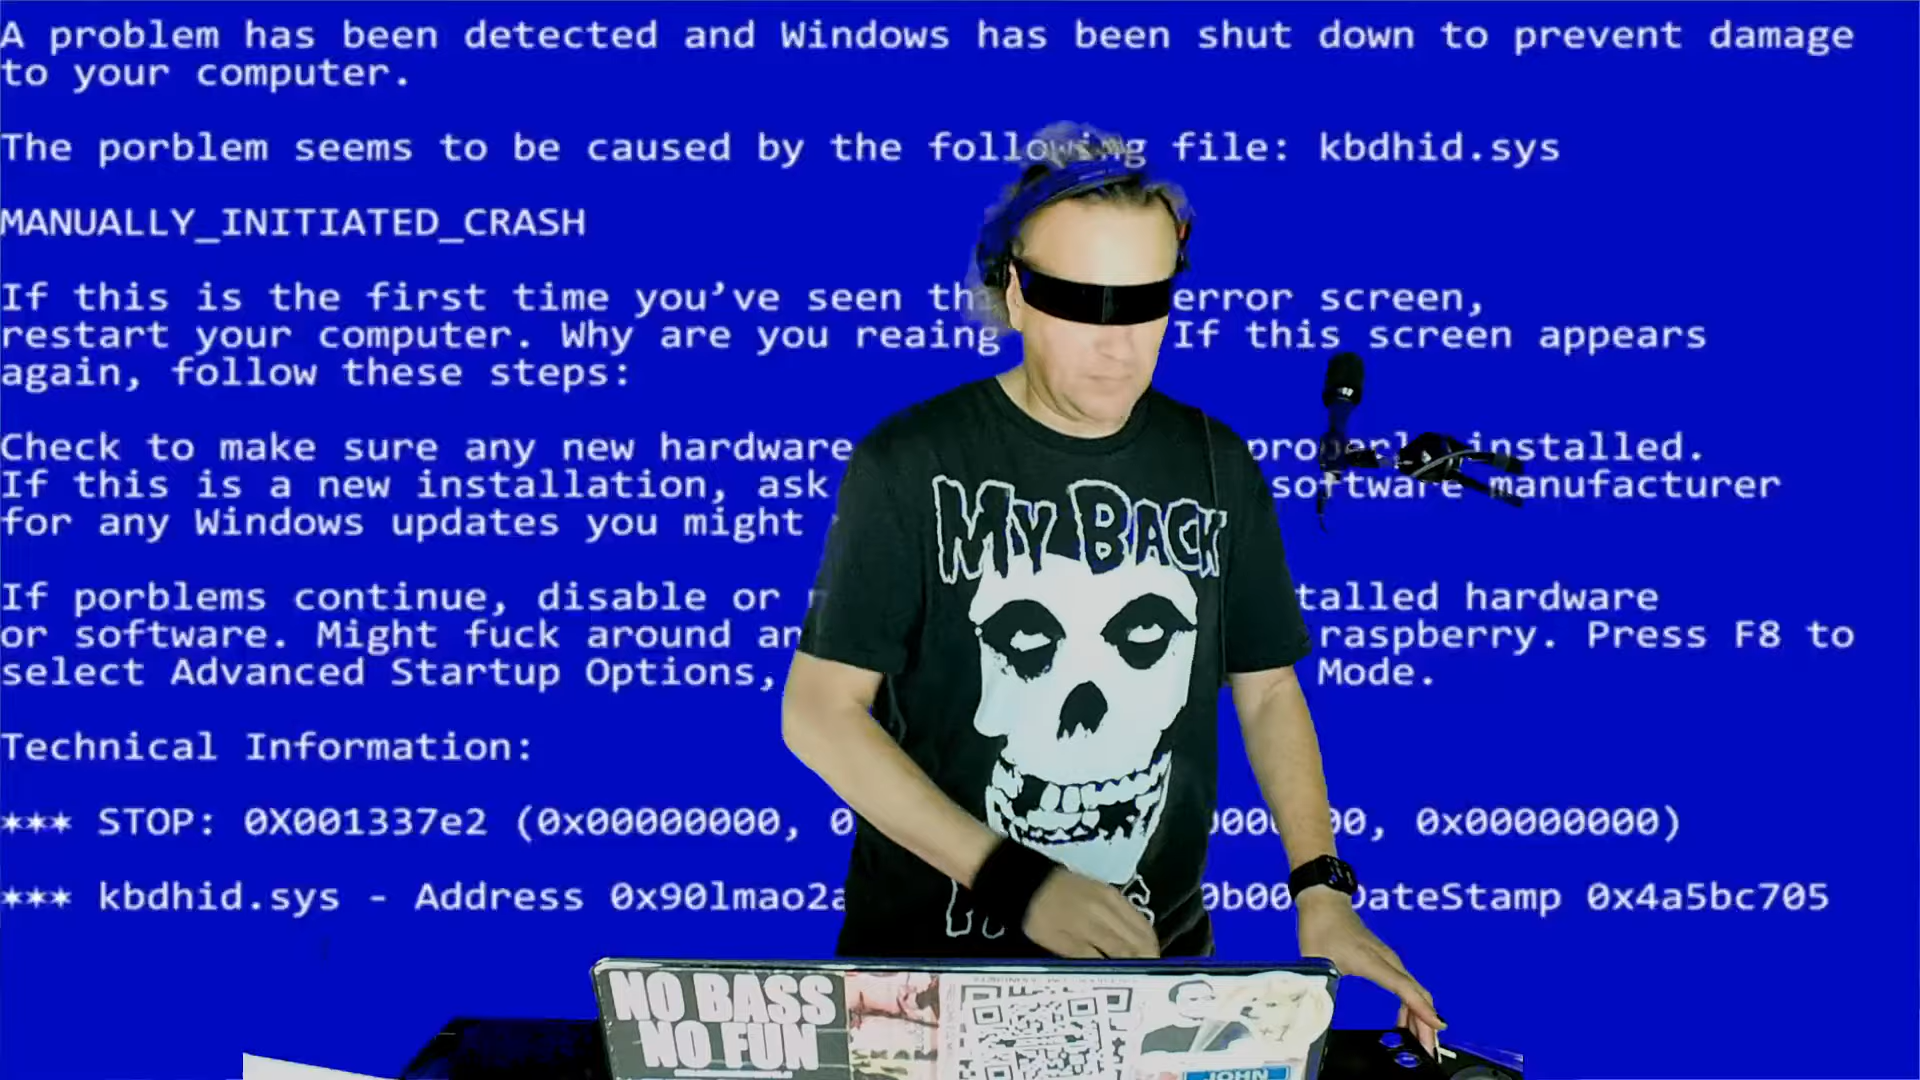 A problem has been detected and Windows has been shut down to prevent damage
to your computer.
The porblem seems to be caused by the following file: kbdhid.sys
MANUALLY_INITIATED_CRASH
If this is the first time you’ve seen error screen,
restart your computer. Why are you reaing If this screen appears
again, follow these steps:
Check to make sure any new hardware properly installed.
If this is a new installation, ask software manufacturer
for any Windows updates you might
If porblems continue, disable or hardware
or software. Might fuck around raspberry. Press F8 to
select Advanced Startup Options, Mode.
Technical Information:
*** STOP: 0X001337e2 (0x00000000, 0x00000000)
*** kbdhid.sys - Address DateStamp 0x4a5bc705
MY BACK
NO BASS
NO FUN
+1
JOHN